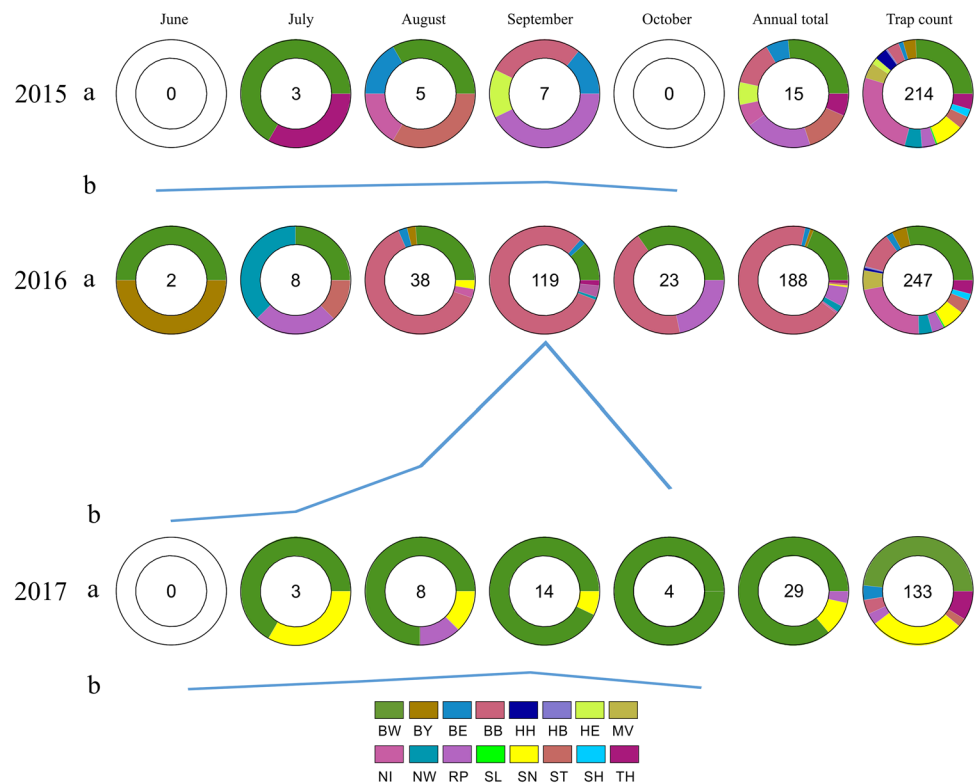 June July August September October Annual total Trap count
2015 a 0 3 5 7 0 15 214
b
2016 a 2 8 38 119 23 188 247
b
2017 a 0 3 8 14 4 29 133
b
BW BY BE BB HH HB HE MV
NI NW RP SL SN ST SH TH